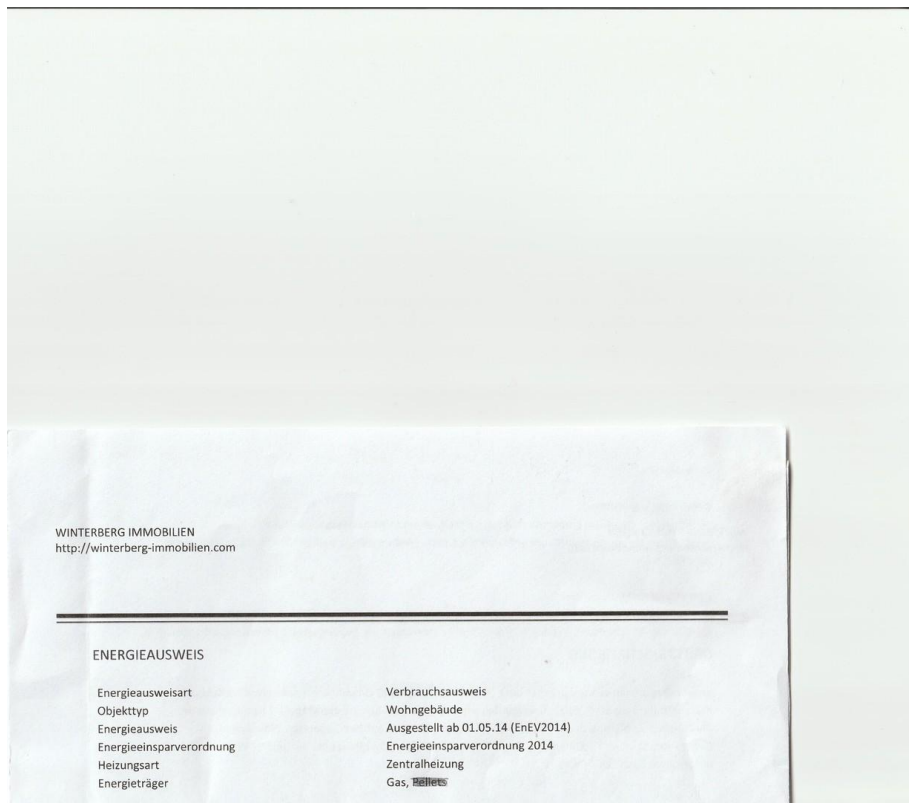 WINTERBERG IMMOBILIEN
http://winterberg-immobilien.com
ENERGIEAUSWEIS
Energieausweisart Verbrauchsausweis
Objekttyp Wohngebäude
Energieausweis Ausgestellt ab 01.05.14 (EnEV2014)
Energieeinsparverordnung Energieeinsparverordnung 2014
Heizungsart Zentralheizung
Energieträger Gas, Pellets